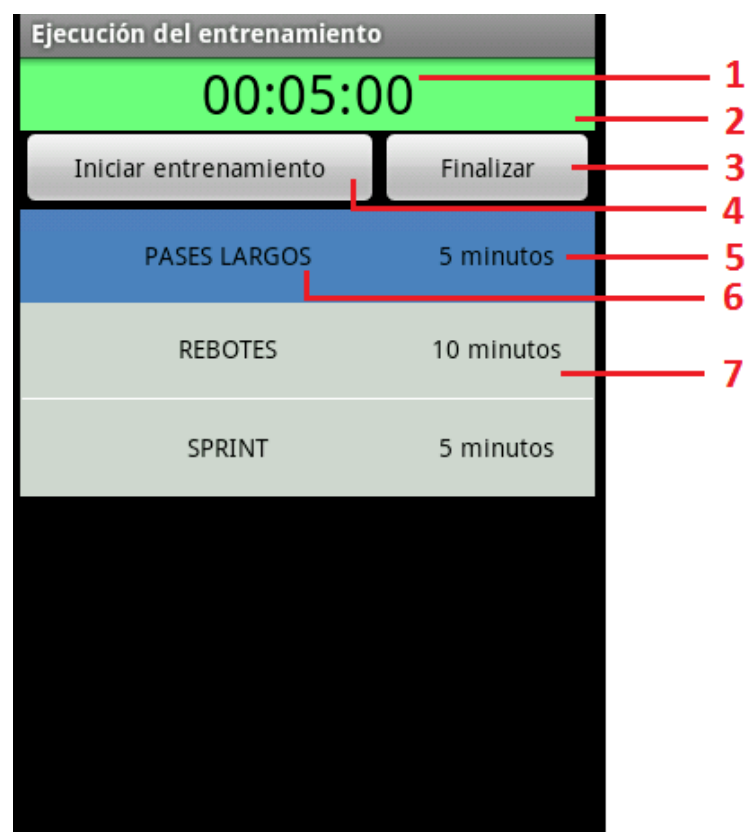 Ejecución del entrenamiento
00:05:00
1
2
Iniciar entrenamiento Finalizar
3
4
PASES LARGOS 5 minutos
5
6
REBOTES 10 minutos
7
SPRINT 5 minutos